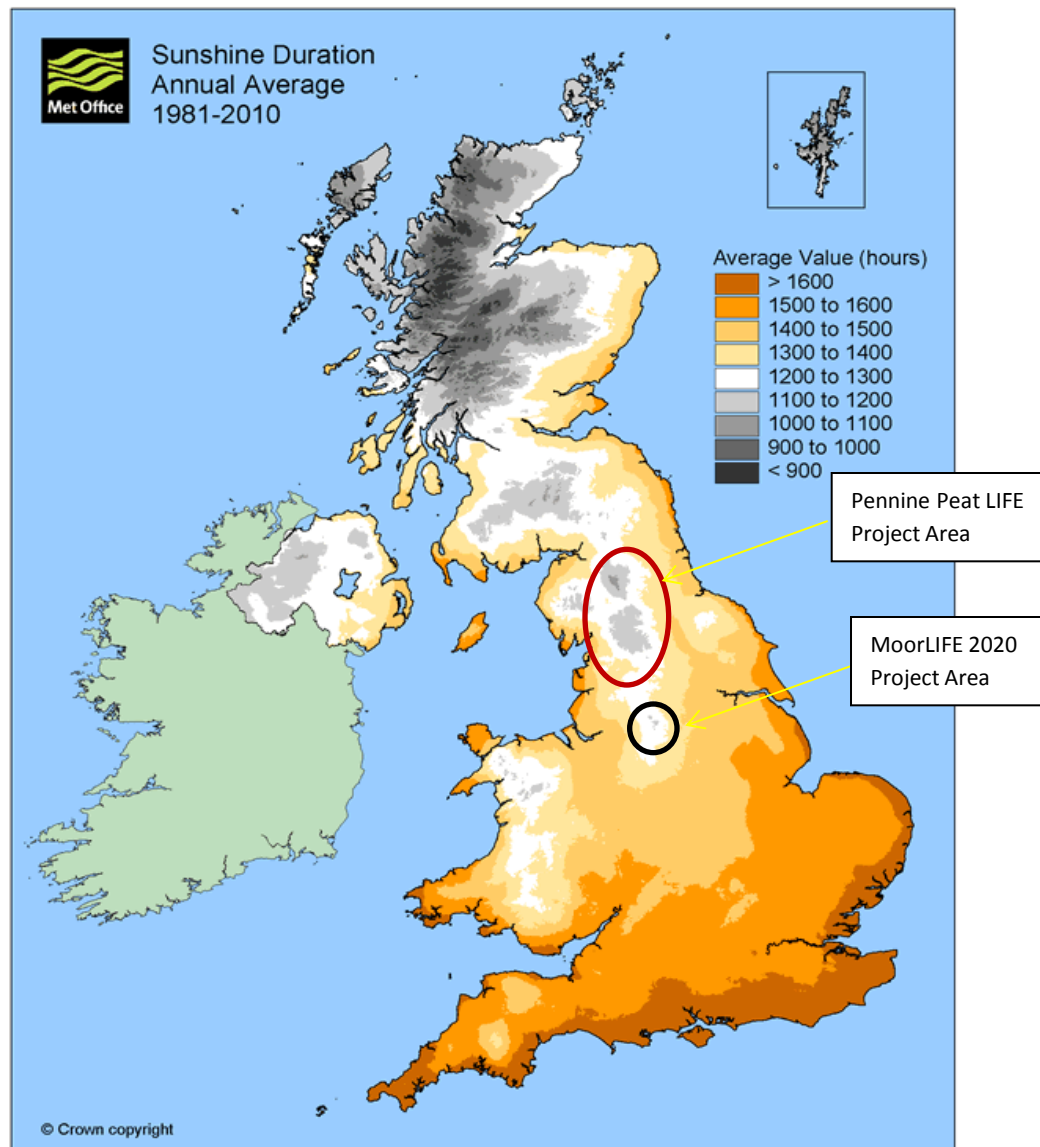 Met Office
Sunshine Duration
Annual Average
1981-2010
Average Value (hours)
> 1600
1500 to 1600
1400 to 1500
1300 to 1400
1200 to 1300
1100 to 1200
1000 to 1100
900 to 1000
< 900
Pennine Peat LIFE
Project Area
MoorLIFE 2020
Project Area
© Crown copyright